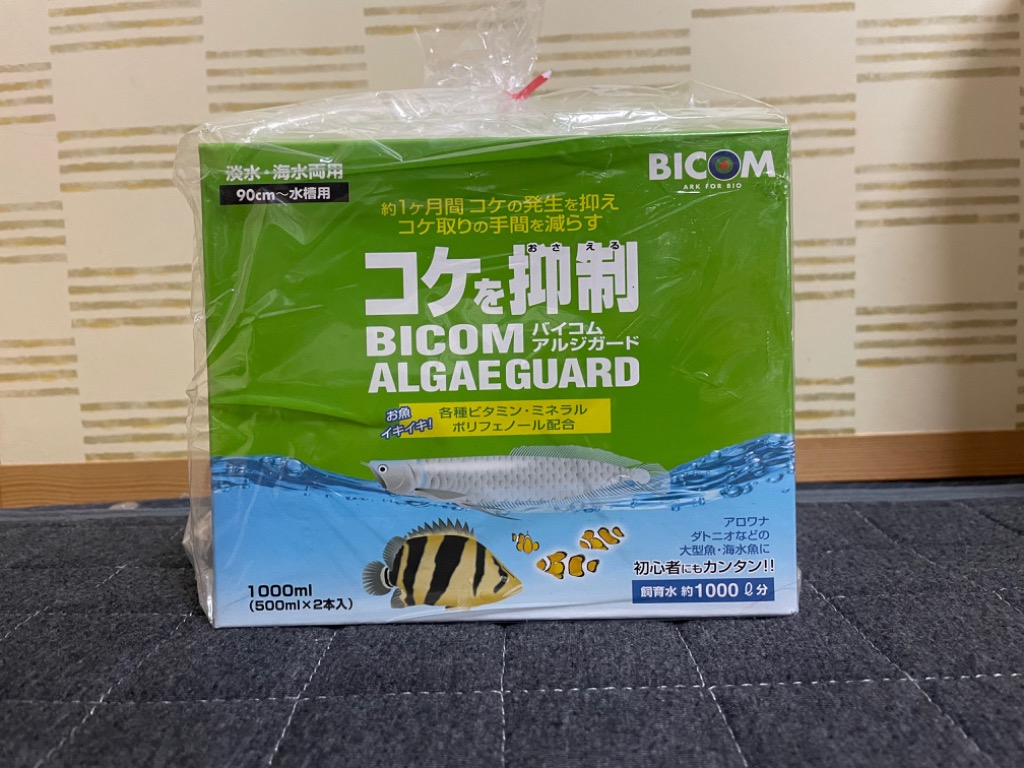 淡水・海水両用
90cm～水槽用
BICOM
ARK FOR BIO
約1ヶ月間 コケの発生を抑え
コケ取りの手間を減らす
おさえる
コケを抑制
BICOM バイコム
アルジガード
ALGAEGUARD
お魚
イキイキ!
各種ビタミン・ミネラル
ポリフェノール配合
アロワナ
ダトニオなどの
大型魚・海水魚に
初心者にもカンタン!!
飼育水 約1000ℓ分
1000ml
(500ml×2本入)